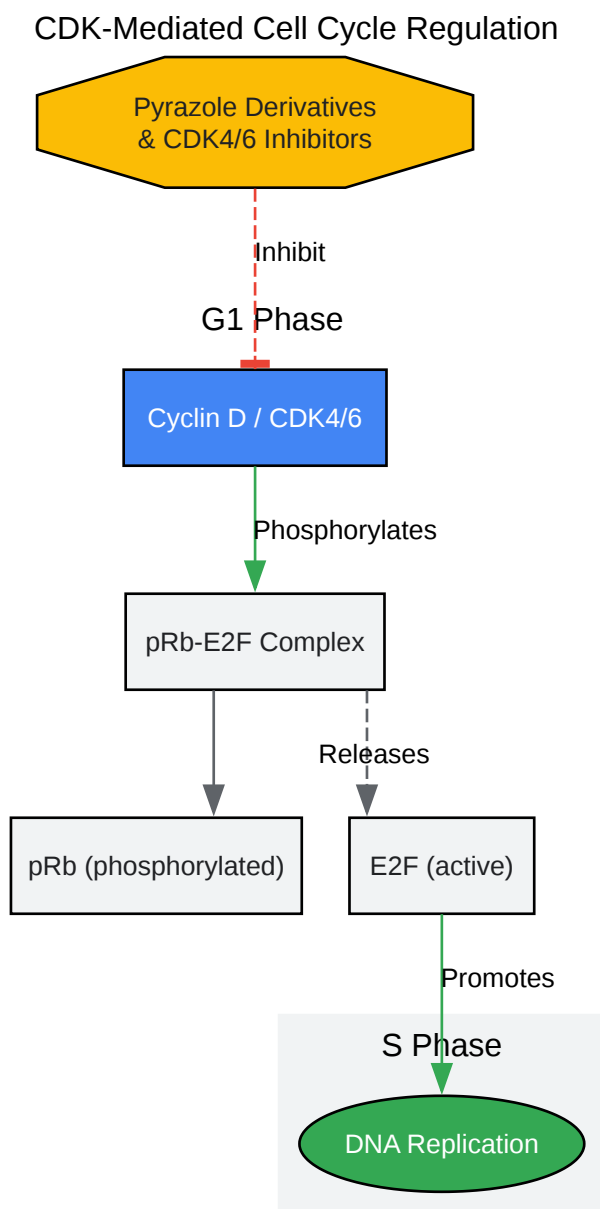 CDK-Mediated Cell Cycle Regulation
Pyrazole Derivatives
& CDK4/6 Inhibitors
Inhibit
G1 Phase
Cyclin D / CDK4/6
Phosphorylates
pRb-E2F Complex
Releases
pRb (phosphorylated)
E2F (active)
Promotes
S Phase
DNA Replication